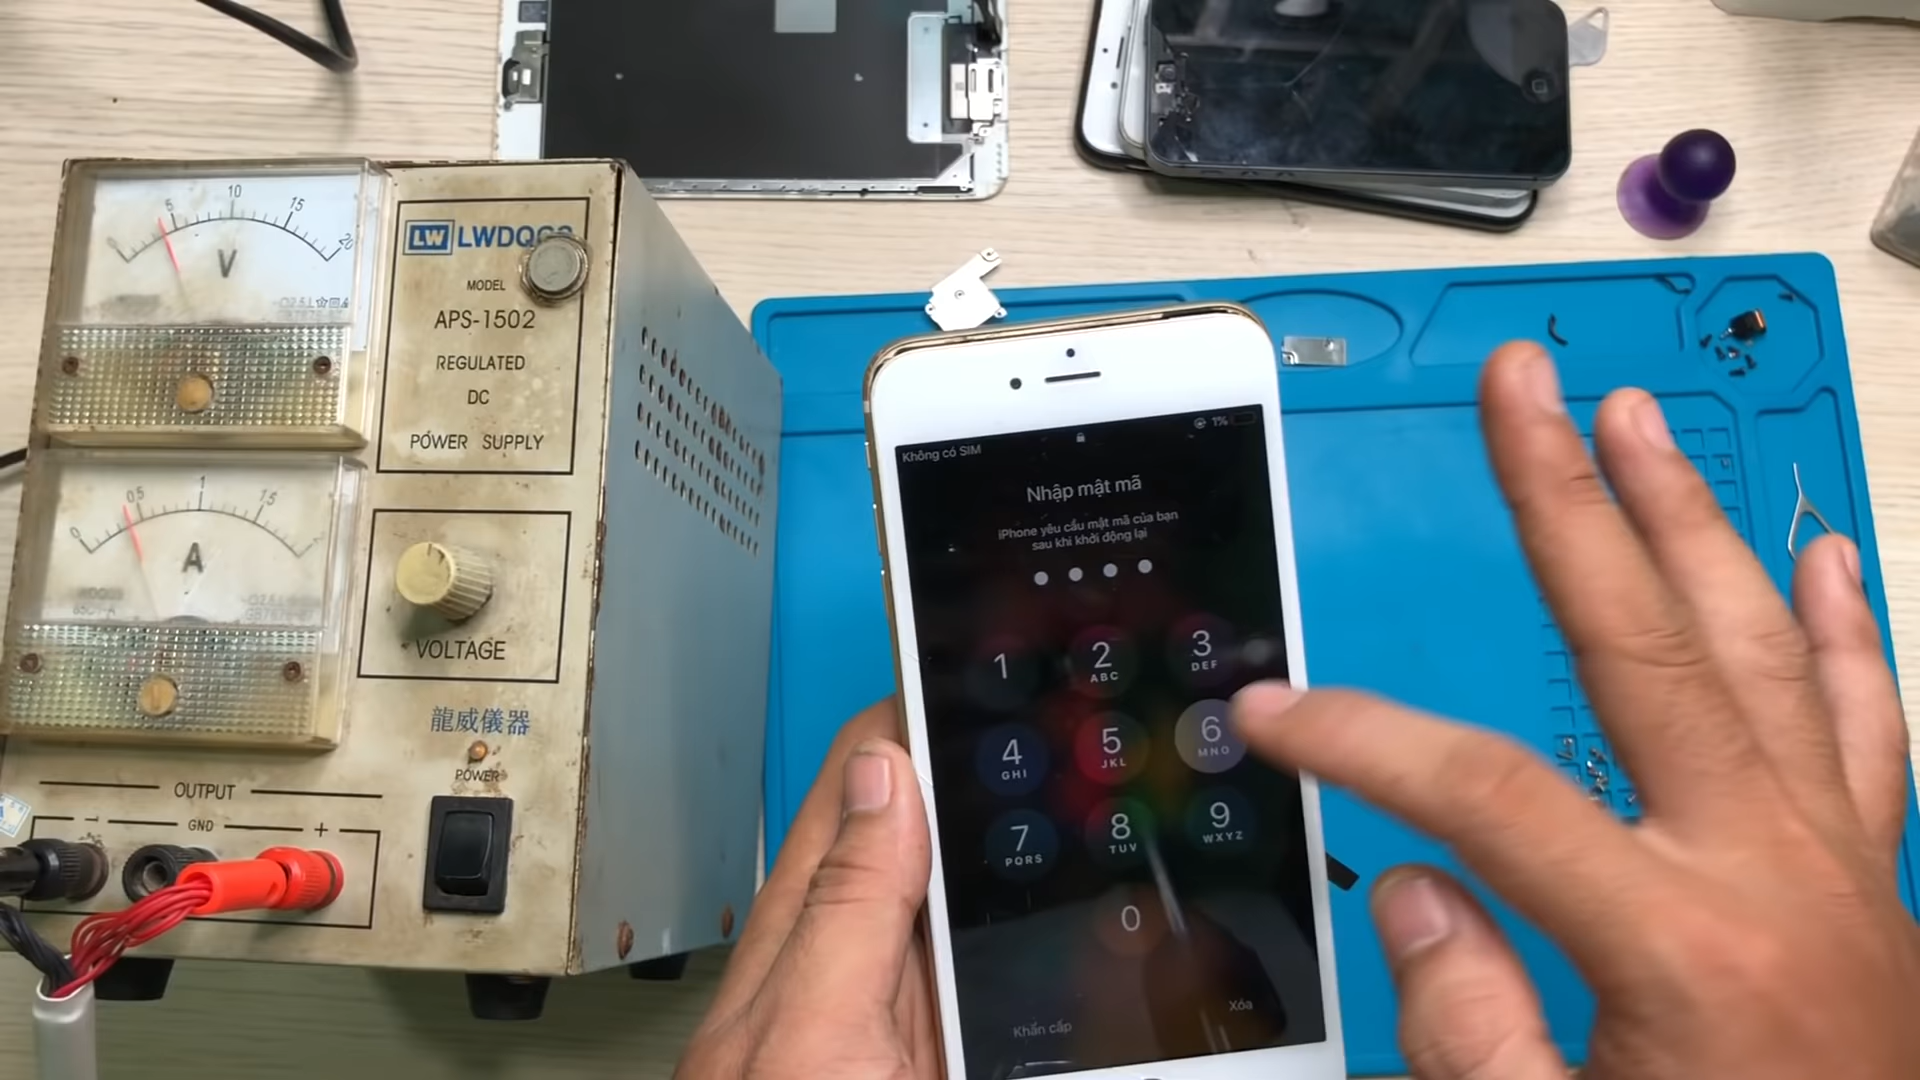 0 5 10 15 20
V
0 0.5 1 1.5
A
LW LWDQGS
MODEL
APS-1502
REGULATED
DC
POWER SUPPLY
VOLTAGE
龍威儀器
POWER
OUTPUT
− GND +
1%
Không có SIM
Nhập mật mã
iPhone yêu cầu mật mã của bạn
sau khi khởi động lại
1 2 3
ABC DEF
4 5 6
GHI JKL MNO
7 8 9
PQRS TUV WXYZ
0
Khẩn cấp Xóa